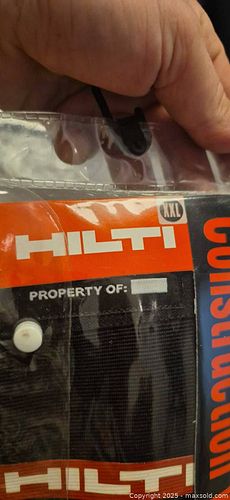 XXL
HILTI
PROPERTY OF:
Construction
HILTI
Copyright © 2025 - maxsold.com